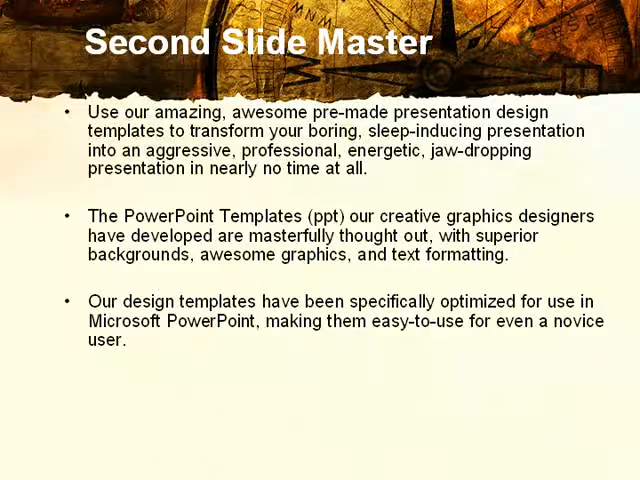 Second Slide Master
• Use our amazing, awesome pre-made presentation design
templates to transform your boring, sleep-inducing presentation
into an aggressive, professional, energetic, jaw-dropping
presentation in nearly no time at all.
• The PowerPoint Templates (ppt) our creative graphics designers
have developed are masterfully thought out, with superior
backgrounds, awesome graphics, and text formatting.
• Our design templates have been specifically optimized for use in
Microsoft PowerPoint, making them easy-to-use for even a novice
user.